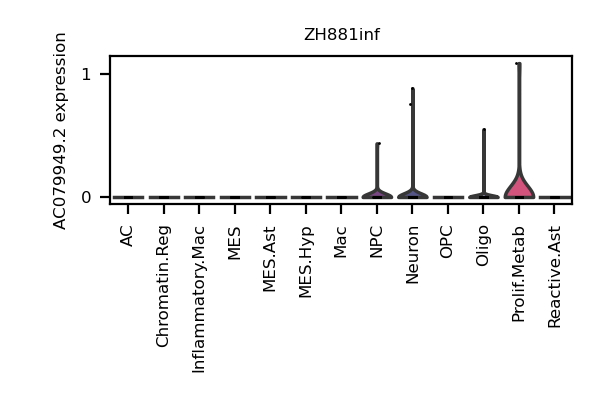 ZH881inf
AC079949.2 expression
1
0
AC
Chromatin.Reg
Inflammatory.Mac
MES
MES.Ast
MES.Hyp
Mac
NPC
Neuron
OPC
Oligo
Prolif.Metab
Reactive.Ast